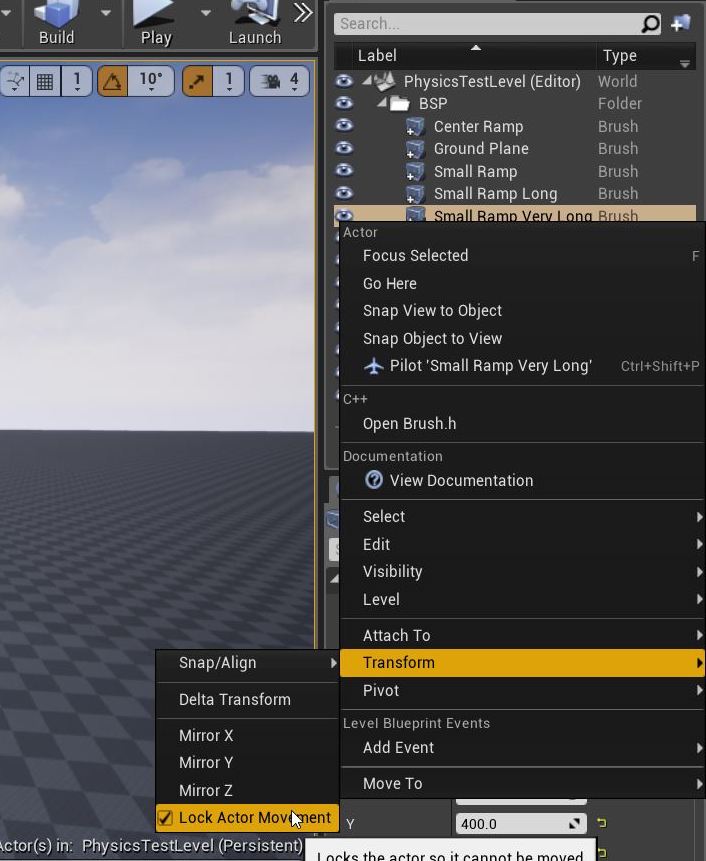 Build
Play
Launch
Search...
Label
Type
1
10°
1
4
PhysicsTestLevel (Editor) World
BSP Folder
Center Ramp Brush
Ground Plane Brush
Small Ramp Brush
Small Ramp Long Brush
Small Ramp Very Long Brush
Actor
Focus Selected F
Go Here
Snap View to Object
Snap Object to View
Pilot 'Small Ramp Very Long' Ctrl+Shift+P
C++
Open Brush.h
Documentation
View Documentation
Select
Edit
Visibility
Level
Attach To
Transform
Pivot
Level Blueprint Events
Add Event
Move To
Snap/Align
Delta Transform
Mirror X
Mirror Y
Mirror Z
Lock Actor Movement
Y 400.0
Actor(s) in: PhysicsTestLevel (Persistent)
Locks the actor so it cannot be moved